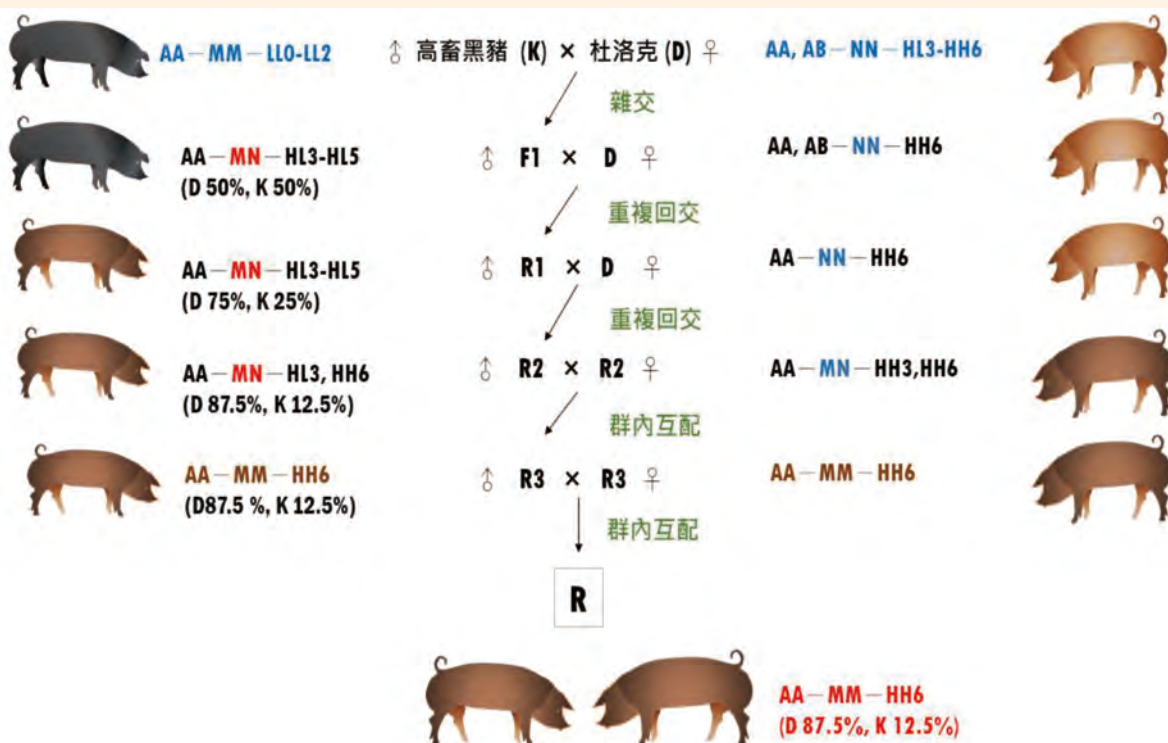 AA－MM－LL0-LL2
♂ 高畜黑豬 (K) × 杜洛克 (D) ♀
AA, AB－NN－HL3-HH6
雜交
AA－MN－HL3-HL5
(D 50%, K 50%)
♂ F1 × D ♀
AA, AB－NN－HH6
重複回交
AA－MN－HL3-HL5
(D 75%, K 25%)
♂ R1 × D ♀
AA－NN－HH6
重複回交
AA－MN－HL3, HH6
(D 87.5%, K 12.5%)
♂ R2 × R2 ♀
AA－MN－HH3,HH6
群內互配
AA－MM－HH6
(D87.5 %, K 12.5%)
♂ R3 × R3 ♀
AA－MM－HH6
群內互配
R
AA－MM－HH6
(D 87.5%, K 12.5%)